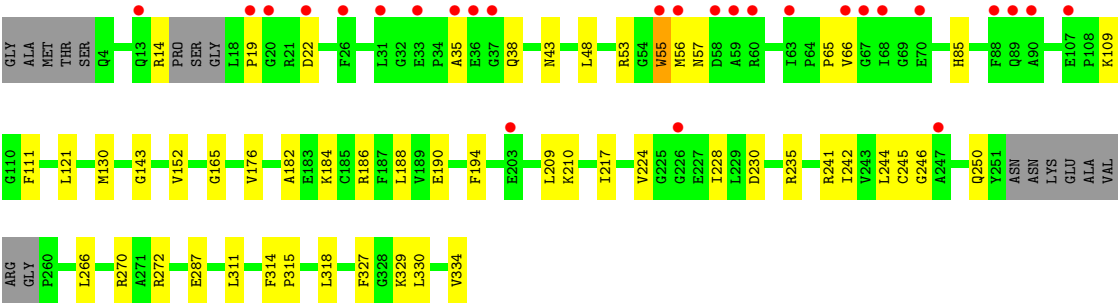 GLY ALA MET THR SER Q4 Q13 R14 PRO SER GLY L18 P19 G20 R21 D22 F26 L31 G32 E33 P34 A35 E36 G37 Q38 N43 L48 R53 G54 W55 M56 N57 D58 A59 R60 I63 P64 P65 V66 G67 I68 G69 E70 H85 F88 Q89 A90 E107 P108 K109
G110 F111 L121 M130 G143 V152 G165 V176 A182 E183 K184 C185 R186 F187 L188 V189 E190 F194 E203 L209 K210 I217 V224 G225 G226 E227 I228 L229 D230 R235 R241 I242 V243 L244 C245 G246 A247 Q250 Y251 ASN ASN LYS GLU ALA VAL
ARG GLY P260 L266 R270 A271 R272 E287 L311 F314 P315 L318 F327 G328 K329 L330 V334